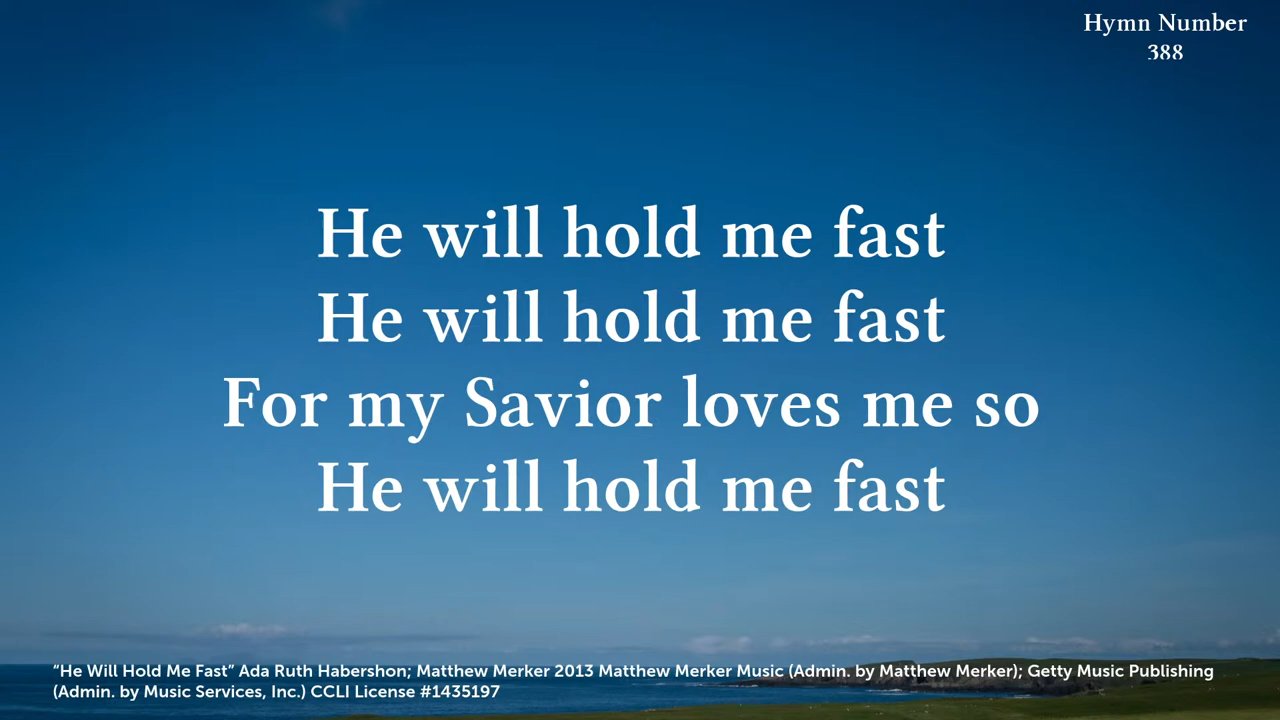 Hymn Number
388
He will hold me fast
He will hold me fast
For my Savior loves me so
He will hold me fast
“He Will Hold Me Fast” Ada Ruth Habershon; Matthew Merker 2013 Matthew Merker Music (Admin. by Matthew Merker); Getty Music Publishing
(Admin. by Music Services, Inc.) CCLI License #1435197